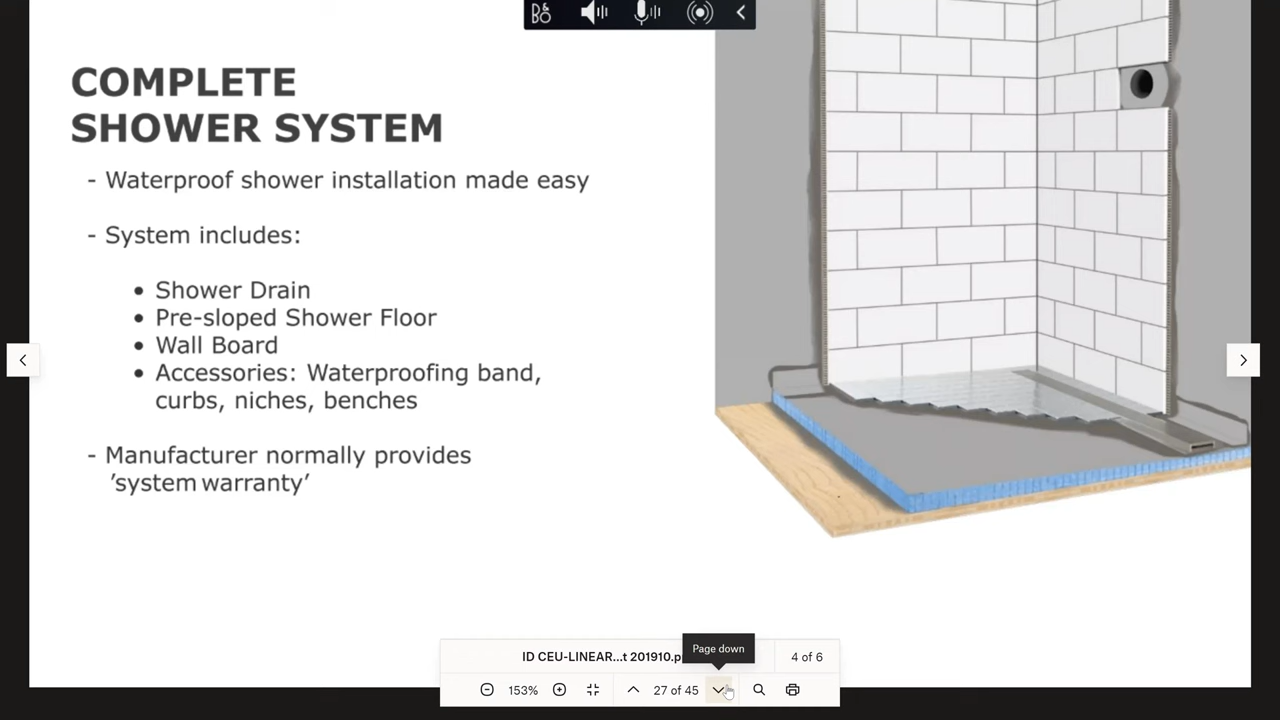 B&O
COMPLETE
SHOWER SYSTEM
- Waterproof shower installation made easy
- System includes:
• Shower Drain
• Pre-sloped Shower Floor
• Wall Board
• Accessories: Waterproofing band,
curbs, niches, benches
- Manufacturer normally provides
’system warranty’
Page down
ID CEU-LINEAR...t 201910.p
4 of 6
153%
27 of 45